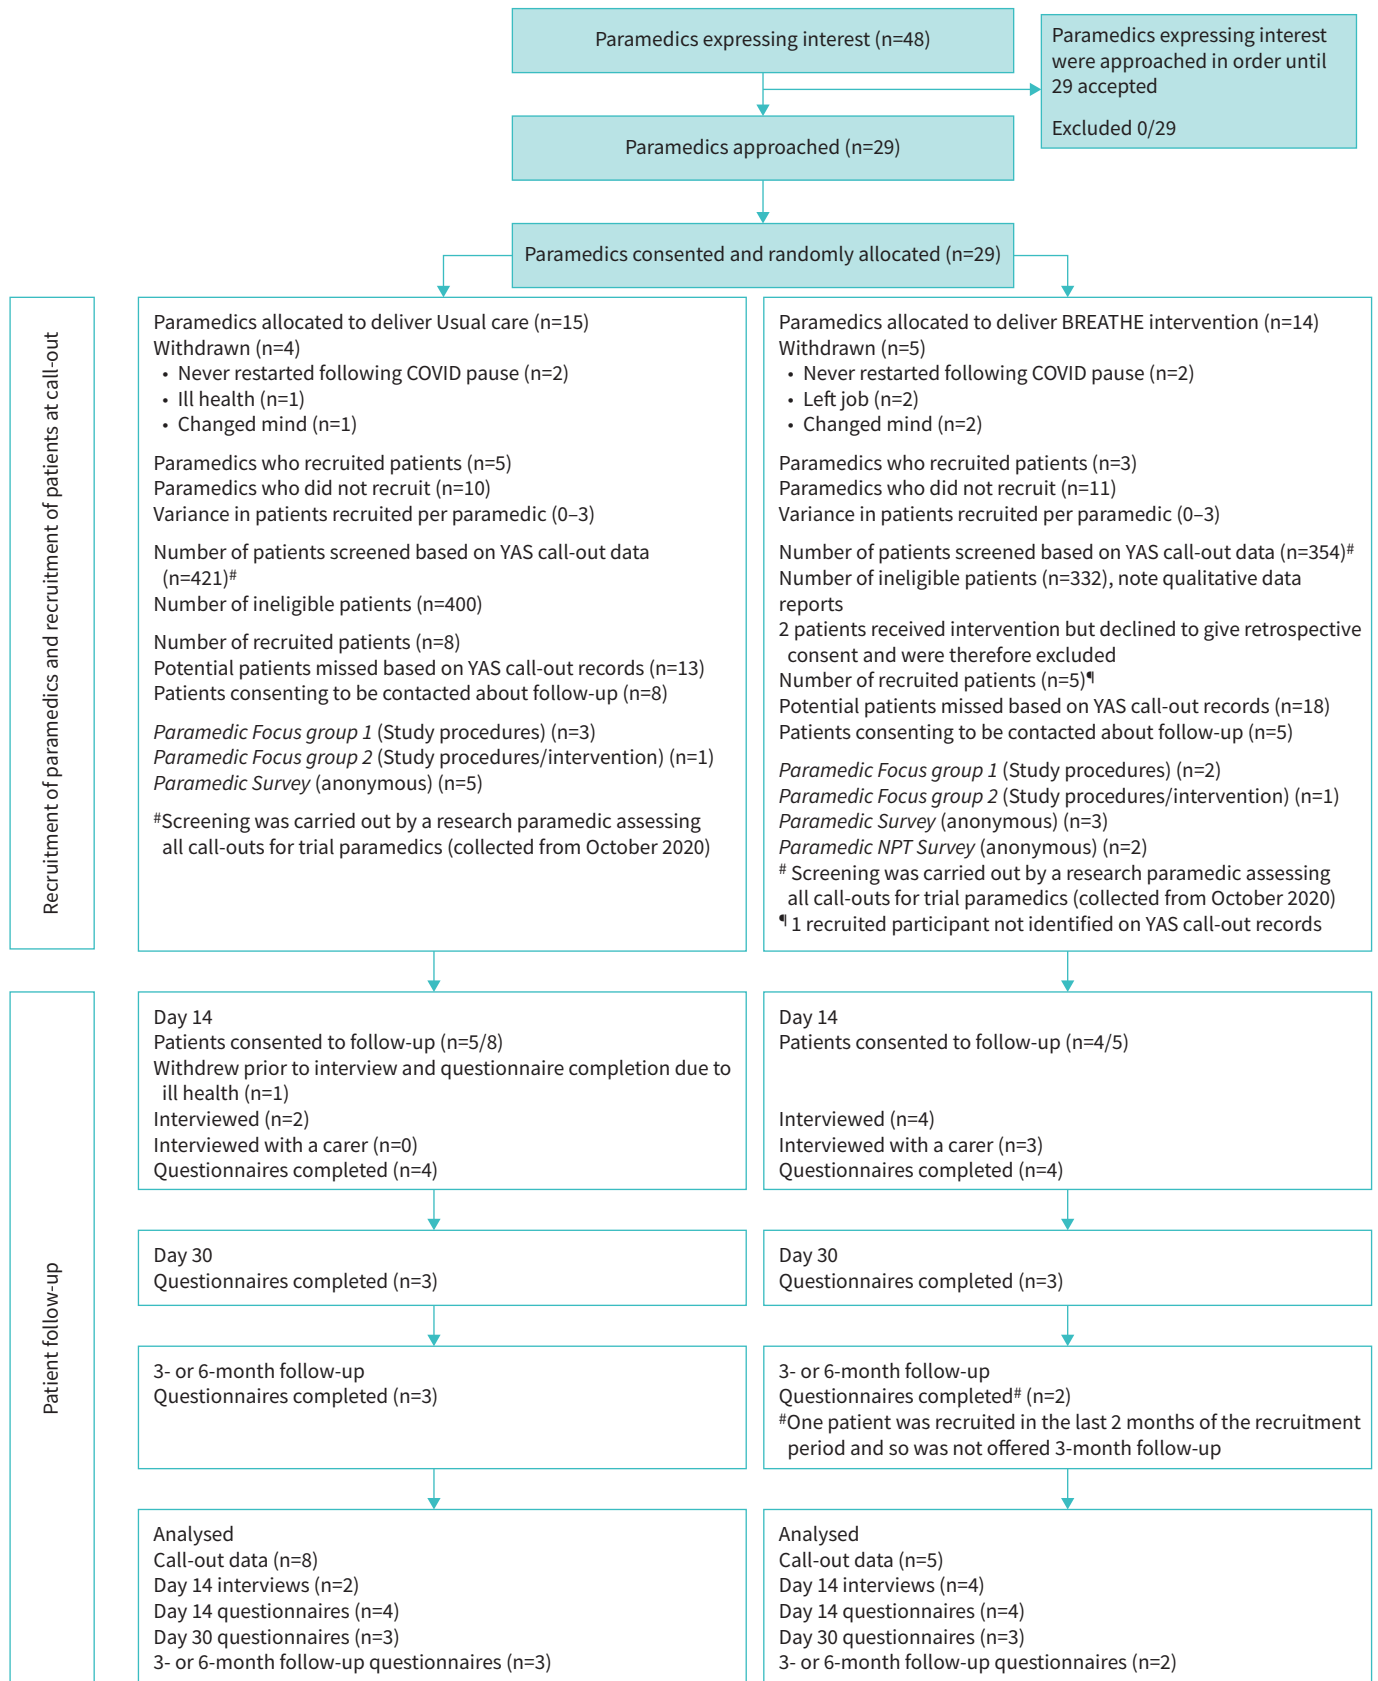 Paramedics expressing interest (n=48)
Paramedics expressing interest
were approached in order until
29 accepted
Excluded 0/29
Paramedics approached (n=29)
Paramedics consented and randomly allocated (n=29)
Recruitment of paramedics and recruitment of patients at call-out
Paramedics allocated to deliver Usual care (n=15)
Withdrawn (n=4)
• Never restarted following COVID pause (n=2)
• Ill health (n=1)
• Changed mind (n=1)
Paramedics who recruited patients (n=5)
Paramedics who did not recruit (n=10)
Variance in patients recruited per paramedic (0–3)
Number of patients screened based on YAS call-out data
(n=421)#
Number of ineligible patients (n=400)
Number of recruited patients (n=8)
Potential patients missed based on YAS call-out records (n=13)
Patients consenting to be contacted about follow-up (n=8)
Paramedic Focus group 1 (Study procedures) (n=3)
Paramedic Focus group 2 (Study procedures/intervention) (n=1)
Paramedic Survey (anonymous) (n=5)
#Screening was carried out by a research paramedic assessing
all call-outs for trial paramedics (collected from October 2020)
Paramedics allocated to deliver BREATHE intervention (n=14)
Withdrawn (n=5)
• Never restarted following COVID pause (n=2)
• Left job (n=2)
• Changed mind (n=2)
Paramedics who recruited patients (n=3)
Paramedics who did not recruit (n=11)
Variance in patients recruited per paramedic (0–3)
Number of patients screened based on YAS call-out data (n=354)#
Number of ineligible patients (n=332), note qualitative data
reports
2 patients received intervention but declined to give retrospective
consent and were therefore excluded
Number of recruited patients (n=5)¶
Potential patients missed based on YAS call-out records (n=18)
Patients consenting to be contacted about follow-up (n=5)
Paramedic Focus group 1 (Study procedures) (n=2)
Paramedic Focus group 2 (Study procedures/intervention) (n=1)
Paramedic Survey (anonymous) (n=3)
Paramedic NPT Survey (anonymous) (n=2)
# Screening was carried out by a research paramedic assessing
all call-outs for trial paramedics (collected from October 2020)
¶ 1 recruited participant not identified on YAS call-out records
Patient follow-up
Day 14
Patients consented to follow-up (n=5/8)
Withdrew prior to interview and questionnaire completion due to
ill health (n=1)
Interviewed (n=2)
Interviewed with a carer (n=0)
Questionnaires completed (n=4)
Day 14
Patients consented to follow-up (n=4/5)
Interviewed (n=4)
Interviewed with a carer (n=3)
Questionnaires completed (n=4)
Day 30
Questionnaires completed (n=3)
Day 30
Questionnaires completed (n=3)
3- or 6-month follow-up
Questionnaires completed (n=3)
3- or 6-month follow-up
Questionnaires completed# (n=2)
#One patient was recruited in the last 2 months of the recruitment
period and so was not offered 3-month follow-up
Analysed
Call-out data (n=8)
Day 14 interviews (n=2)
Day 14 questionnaires (n=4)
Day 30 questionnaires (n=3)
3- or 6-month follow-up questionnaires (n=3)
Analysed
Call-out data (n=5)
Day 14 interviews (n=4)
Day 14 questionnaires (n=4)
Day 30 questionnaires (n=3)
3- or 6-month follow-up questionnaires (n=2)